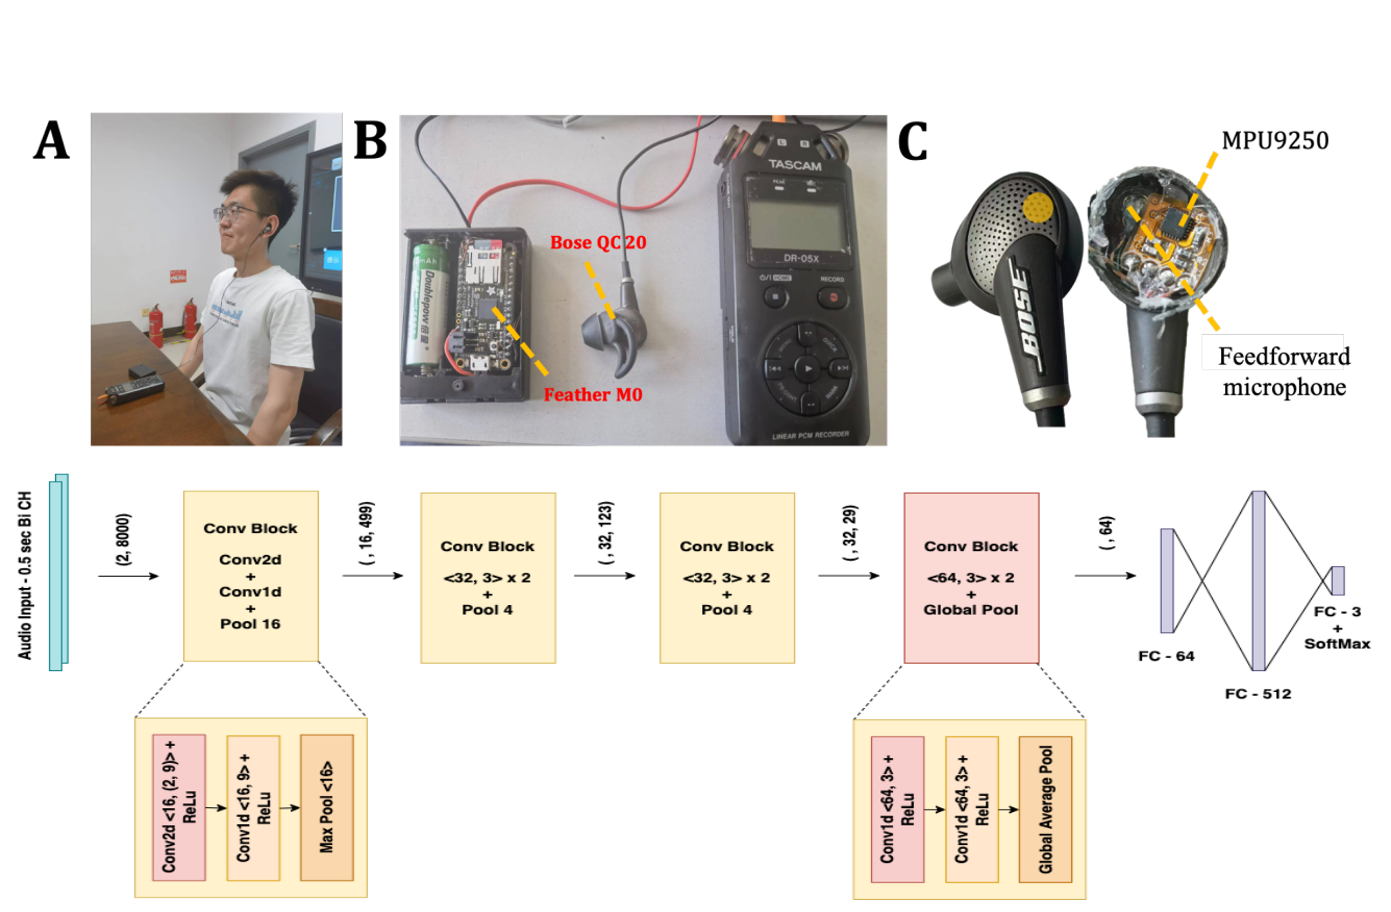 A
B
C
MPU9250
TASCAM
L
R
Bose QC 20
DR-05X
HOME
RECORD
BOSE
Doublepow
Feather M0
Feedforward
microphone
LINEAR PCM RECORDER
Audio Input - 0.5 sec Bi CH
(2, 8000)
Conv Block
Conv2d
+
Conv1d
+
Pool 16
( , 16, 499)
Conv Block
<32, 3> x 2
+
Pool 4
( , 32, 123)
Conv Block
<32, 3> x 2
+
Pool 4
( , 32, 29)
Conv Block
<64, 3> x 2
+
Global Pool
( , 64)
FC - 64
FC - 512
FC - 3
+
SoftMax
Conv2d <16, (2, 9)> +
ReLu
Conv1d <16, 9> +
ReLu
Max Pool <16>
Conv1d <64, 3> +
ReLu
Conv1d <64, 3> +
ReLu
Global Average Pool